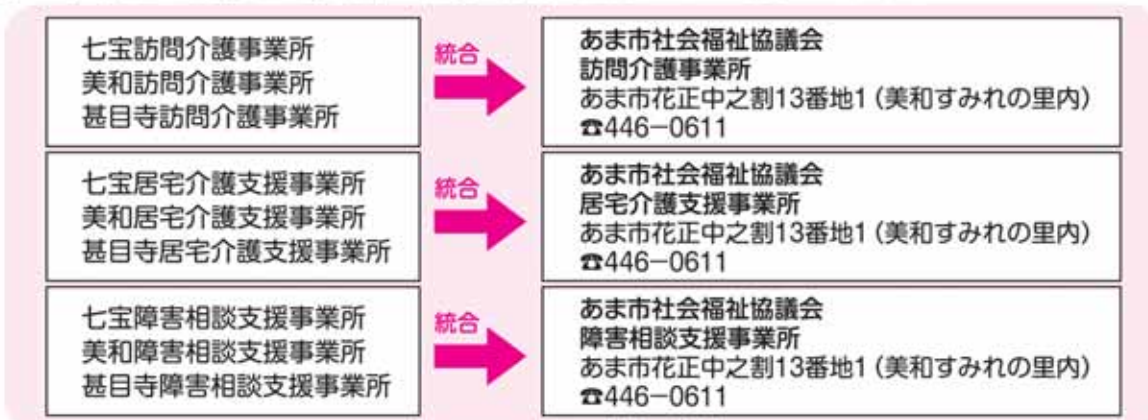 七宝訪問介護事業所
美和訪問介護事業所
甚目寺訪問介護事業所
統合
あま市社会福祉協議会
訪問介護事業所
あま市花正中之割13番地1（美和すみれの里内）
☎446−0611
七宝居宅介護支援事業所
美和居宅介護支援事業所
甚目寺居宅介護支援事業所
統合
あま市社会福祉協議会
居宅介護支援事業所
あま市花正中之割13番地1（美和すみれの里内）
☎446−0611
七宝障害相談支援事業所
美和障害相談支援事業所
甚目寺障害相談支援事業所
統合
あま市社会福祉協議会
障害相談支援事業所
あま市花正中之割13番地1（美和すみれの里内）
☎446−0611